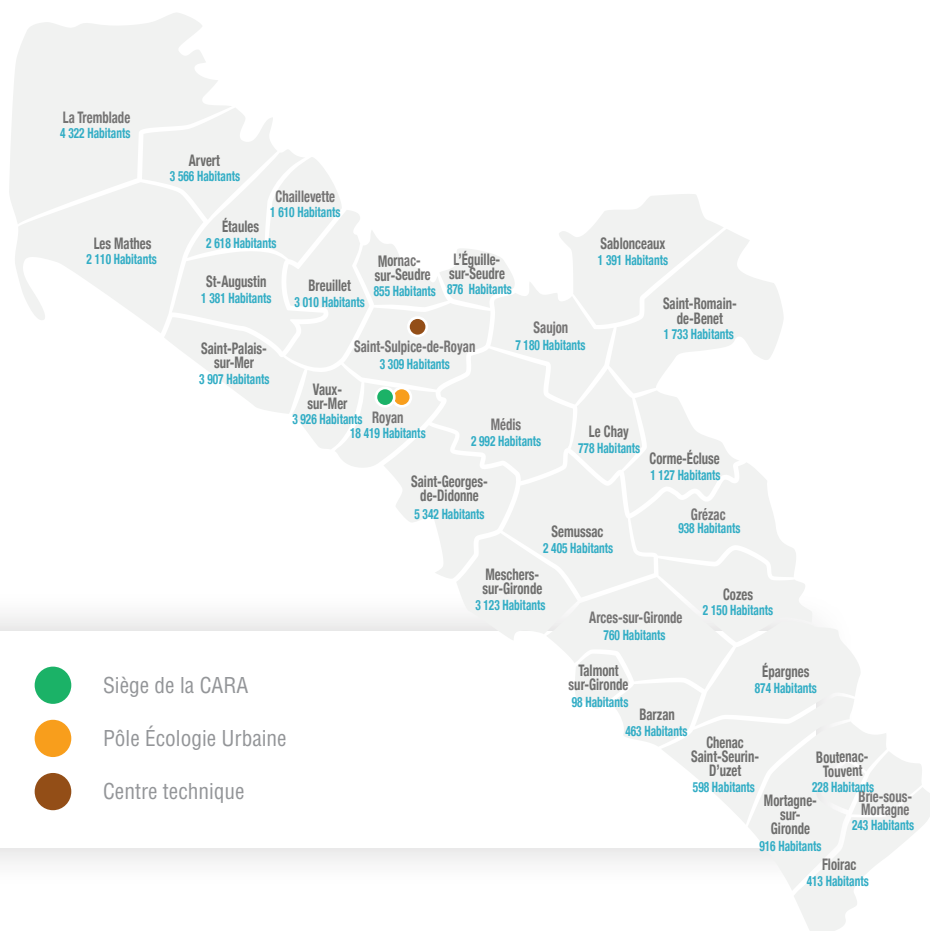 La Tremblade
4 322 Habitants
Arvert
3 566 Habitants
Chaillevette
1 610 Habitants
Étaules
2 618 Habitants
Les Mathes
2 110 Habitants
St-Augustin
1 381 Habitants
Breuillet
3 010 Habitants
Mornac-
sur-Seudre
855 Habitants
L'Éguille-
sur-Seudre
876 Habitants
Sablonceaux
1 391 Habitants
Saint-Romain-
de-Benet
1 733 Habitants
Saujon
7 180 Habitants
Saint-Sulpice-de-Royan
3 309 Habitants
Saint-Palais-
sur-Mer
3 907 Habitants
Vaux-
sur-Mer
3 926 Habitants
Royan
18 419 Habitants
Médis
2 992 Habitants
Le Chay
778 Habitants
Corme-Écluse
1 127 Habitants
Saint-Georges-
de-Didonne
5 342 Habitants
Grézac
938 Habitants
Semussac
2 405 Habitants
Meschers-
sur-Gironde
3 123 Habitants
Cozes
2 150 Habitants
Arces-sur-Gironde
760 Habitants
Talmont
sur-Gironde
98 Habitants
Épargnes
874 Habitants
Barzan
463 Habitants
Chenac
Saint-Seurin-
D'uzet
598 Habitants
Boutenac-
Touvent
228 Habitants
Brie-sous-
Mortagne
243 Habitants
Mortagne-
sur-
Gironde
916 Habitants
Floirac
413 Habitants
Siège de la CARA
Pôle Écologie Urbaine
Centre technique